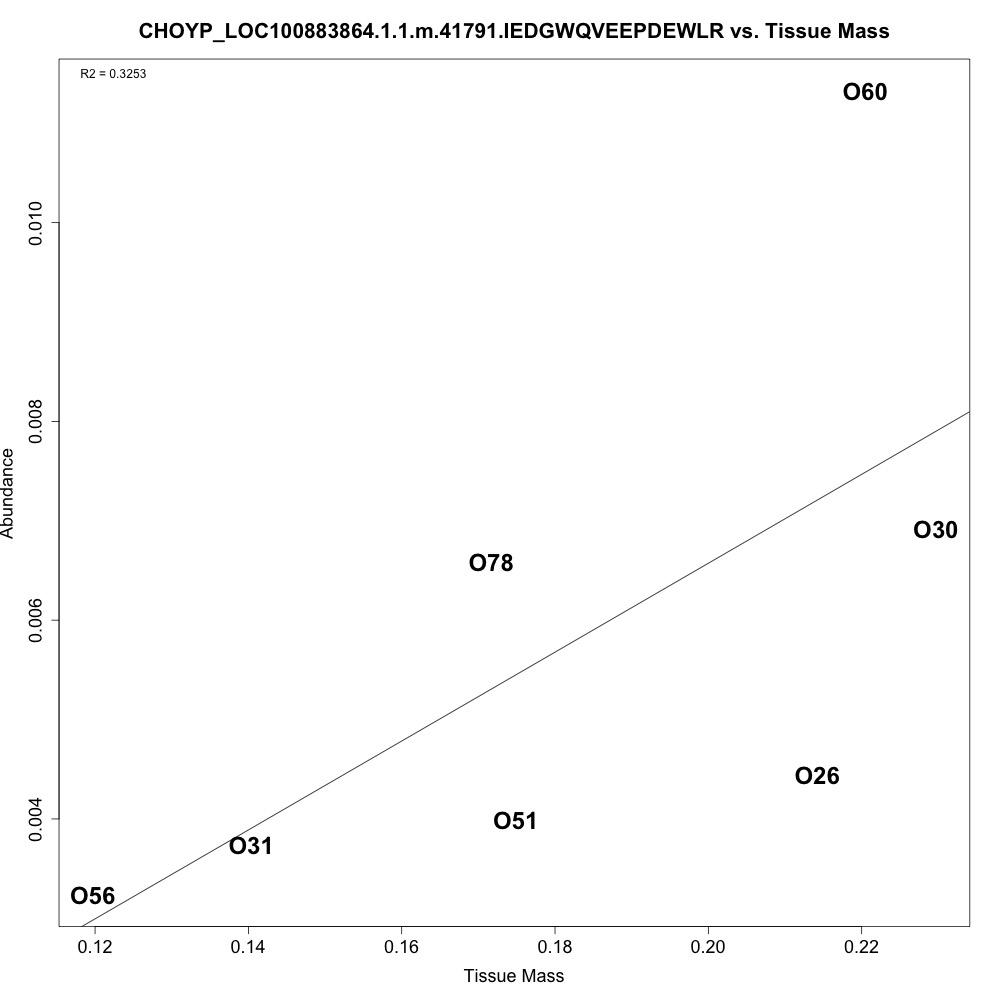 CHOYP_LOC100883864.1.1.m.41791.IEDGWQVEEPDEWLR vs. Tissue Mass
R2 = 0.3253
O60
0.010
0.008
Abundance
O30
O78
0.006
O26
O51
0.004
O31
O56
0.12 0.14 0.16 0.18 0.20 0.22
Tissue Mass